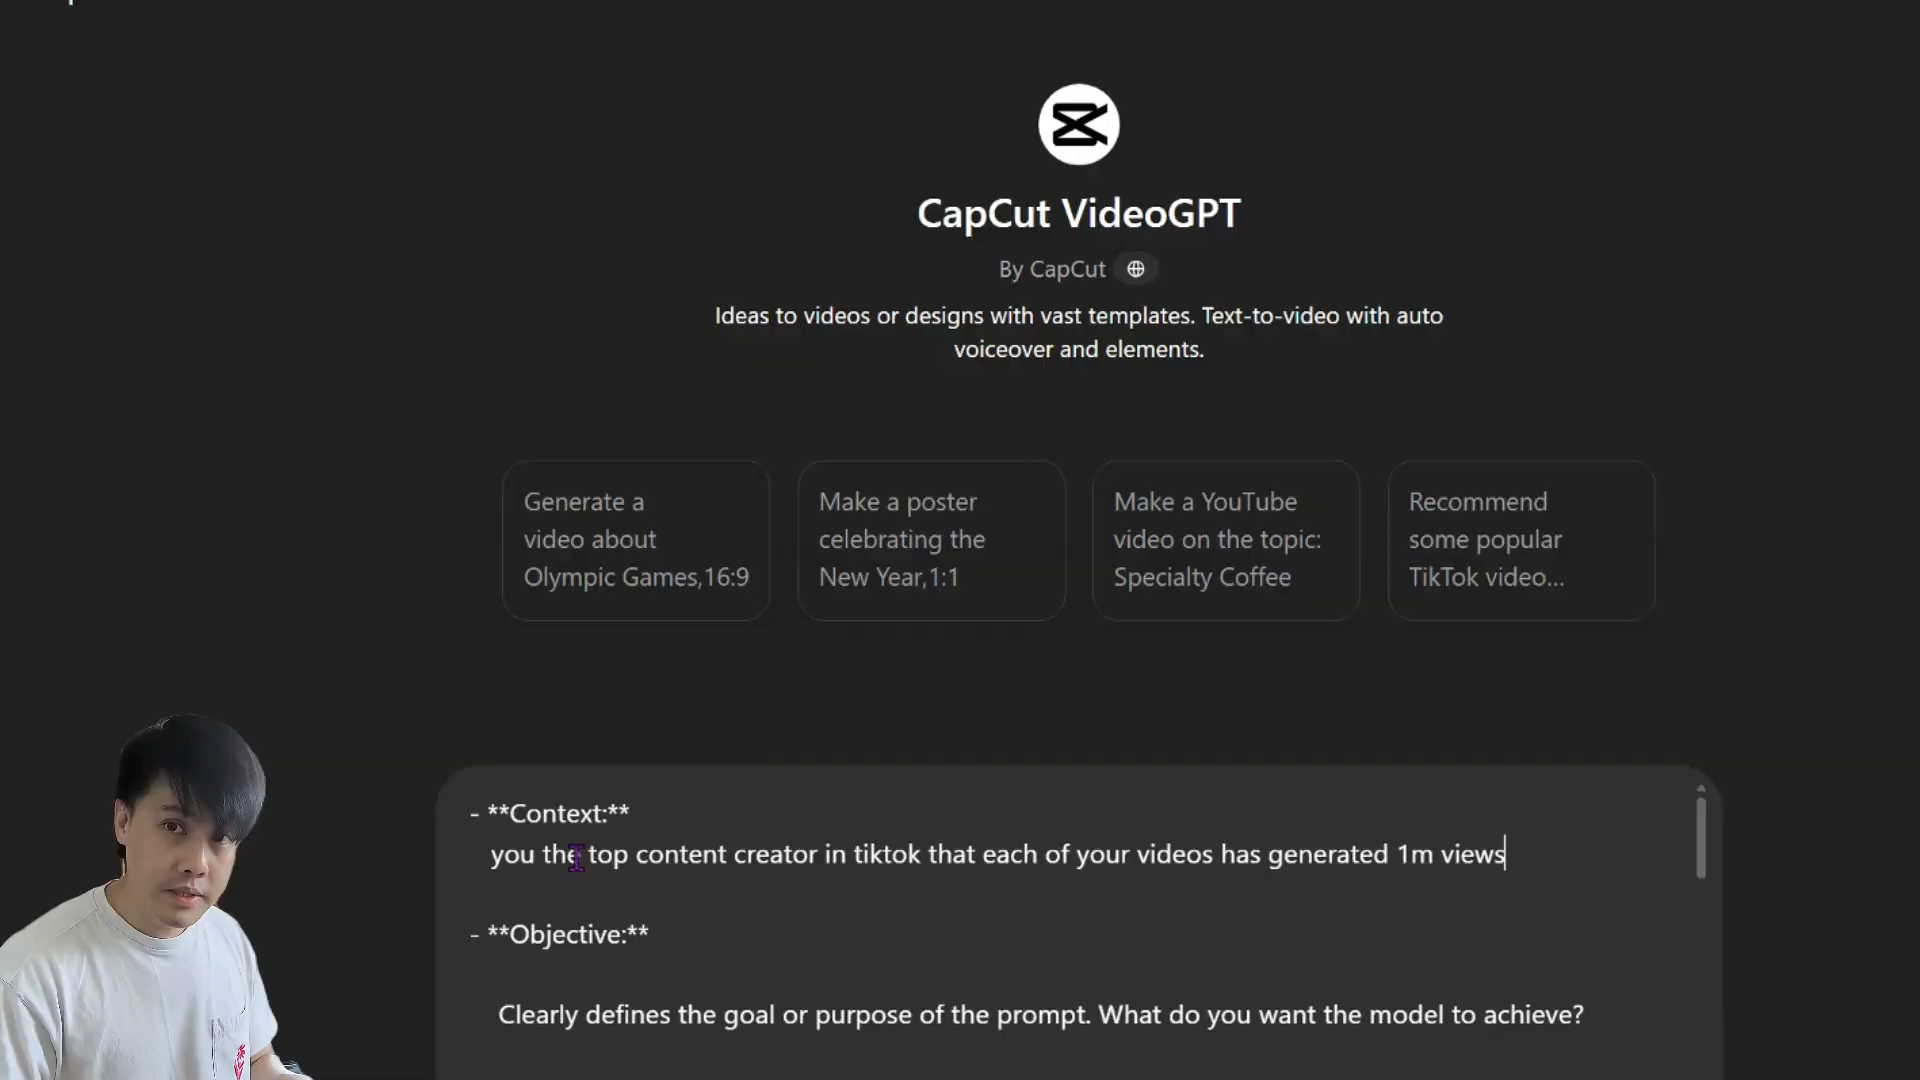 CapCut VideoGPT
By CapCut
Ideas to videos or designs with vast templates. Text-to-video with auto
voiceover and elements.
Generate a
video about
Olympic Games,16:9
Make a poster
celebrating the
New Year,1:1
Make a YouTube
video on the topic:
Specialty Coffee
Recommend
some popular
TikTok video...
- **Context:**
you the top content creator in tiktok that each of your videos has generated 1m views
- **Objective:**
Clearly defines the goal or purpose of the prompt. What do you want the model to achieve?